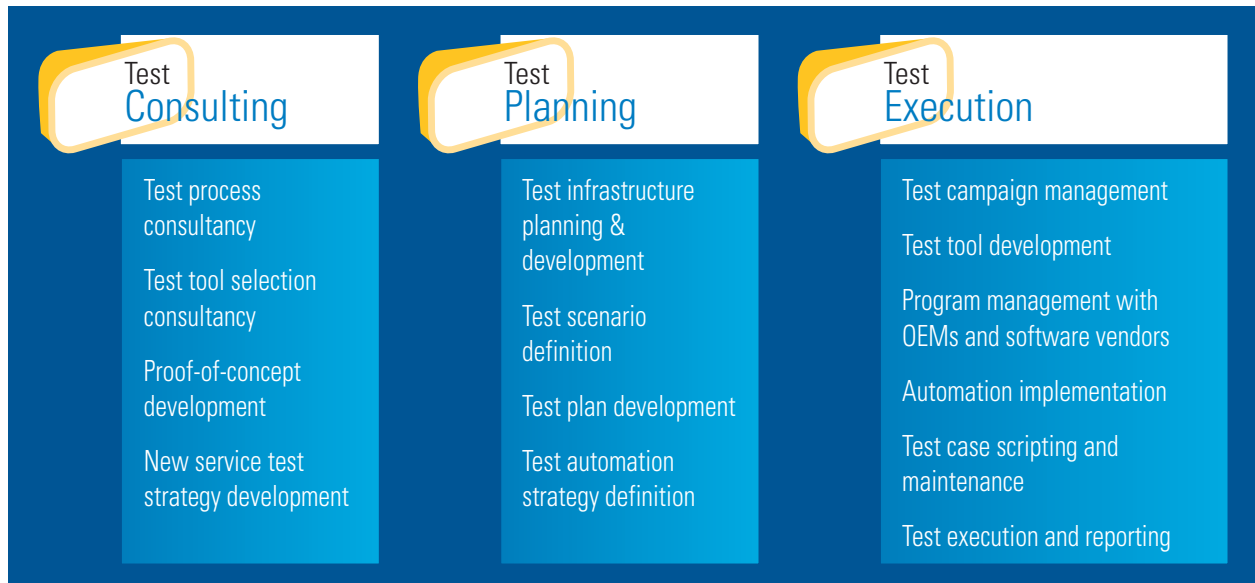 Test
Consulting
Test process
consultancy
Test tool selection
consultancy
Proof-of-concept
development
New service test
strategy development
Test
Planning
Test infrastructure
planning &
development
Test scenario
definition
Test plan development
Test automation
strategy definition
Test
Execution
Test campaign management
Test tool development
Program management with
OEMs and software vendors
Automation implementation
Test case scripting and
maintenance
Test execution and reporting